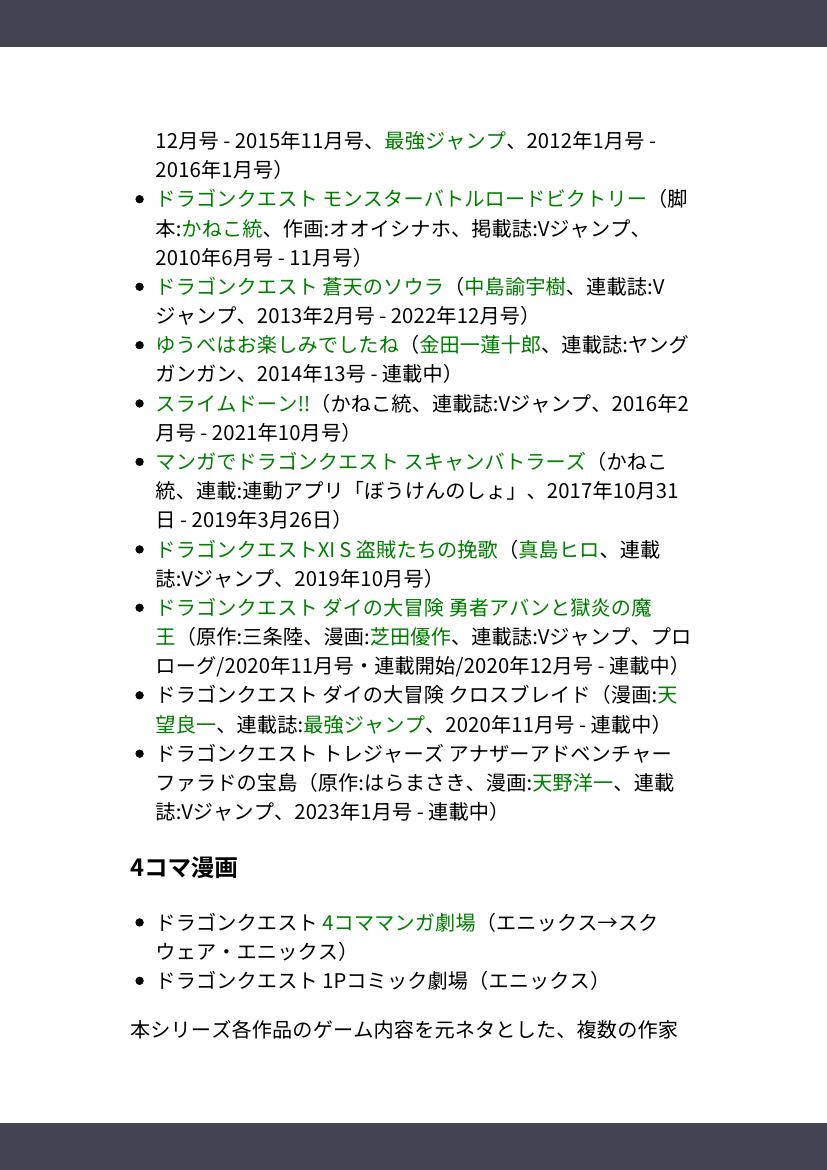 12月号 - 2015年11月号、最強ジャンプ、2012年1月号 -
2016年1月号）
• ドラゴンクエスト モンスターバトルロードビクトリー（脚
本:かねこ統、作画:オオイシナホ、掲載誌:Vジャンプ、
2010年6月号 - 11月号）
• ドラゴンクエスト 蒼天のソウラ（中島諭宇樹、連載誌:V
ジャンプ、2013年2月号 - 2022年12月号）
• ゆうべはお楽しみでしたね（金田一蓮十郎、連載誌:ヤング
ガンガン、2014年13号 - 連載中）
• スライムドーン!!（かねこ統、連載誌:Vジャンプ、2016年2
月号 - 2021年10月号）
• マンガでドラゴンクエスト スキャンバトラーズ（かねこ
統、連載:連動アプリ「ぼうけんのしょ」、2017年10月31
日 - 2019年3月26日）
• ドラゴンクエストXI S 盗賊たちの挽歌（真島ヒロ、連載
誌:Vジャンプ、2019年10月号）
• ドラゴンクエスト ダイの大冒険 勇者アバンと獄炎の魔
王（原作:三条陸、漫画:芝田優作、連載誌:Vジャンプ、プロ
ローグ/2020年11月号・連載開始/2020年12月号 - 連載中）
• ドラゴンクエスト ダイの大冒険 クロスブレイド（漫画:天
望良一、連載誌:最強ジャンプ、2020年11月号 - 連載中）
• ドラゴンクエスト トレジャーズ アナザーアドベンチャー
ファラドの宝島（原作:はらまさき、漫画:天野洋一、連載
誌:Vジャンプ、2023年1月号 - 連載中）
4コマ漫画
• ドラゴンクエスト 4コママンガ劇場（エニックス→スク
ウェア・エニックス）
• ドラゴンクエスト 1Pコミック劇場（エニックス）
本シリーズ各作品のゲーム内容を元ネタとした、複数の作家